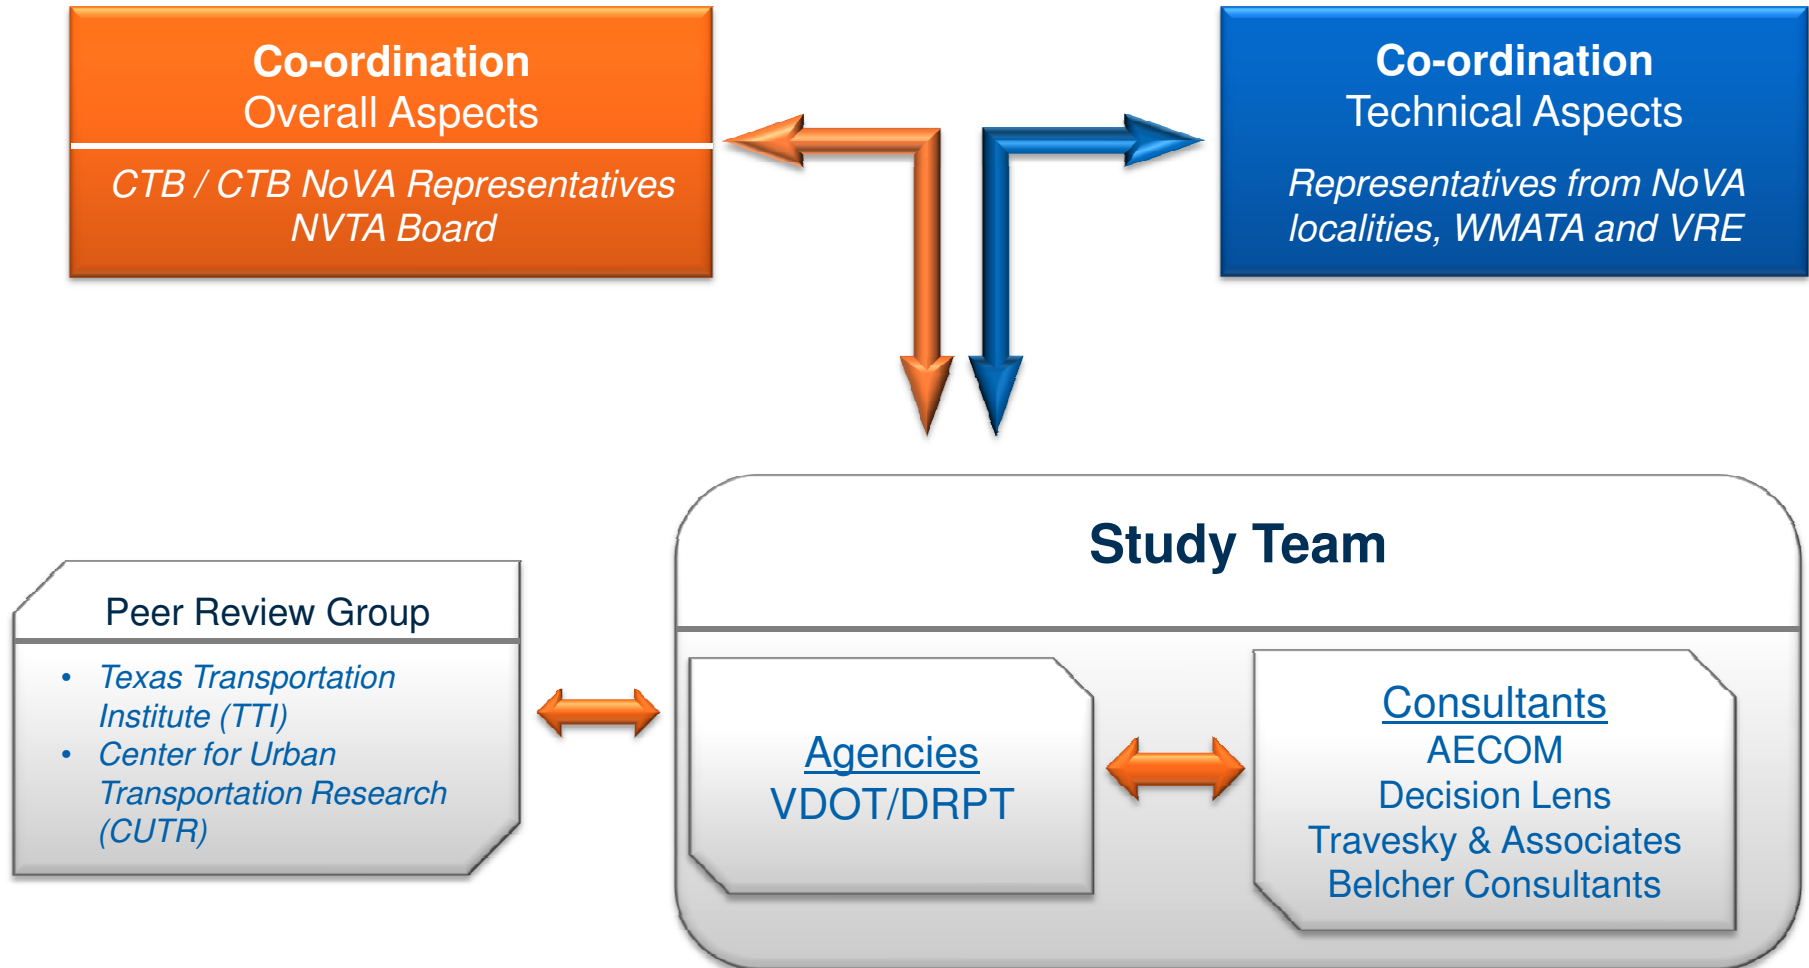 Co-ordination
Overall Aspects
CTB / CTB NoVA Representatives
NVTA Board
Co-ordination
Technical Aspects
Representatives from NoVA
localities, WMATA and VRE
Study Team
Peer Review Group
• Texas Transportation
Institute (TTI)
• Center for Urban
Transportation Research
(CUTR)
Agencies
VDOT/DRPT
Consultants
AECOM
Decision Lens
Travesky & Associates
Belcher Consultants